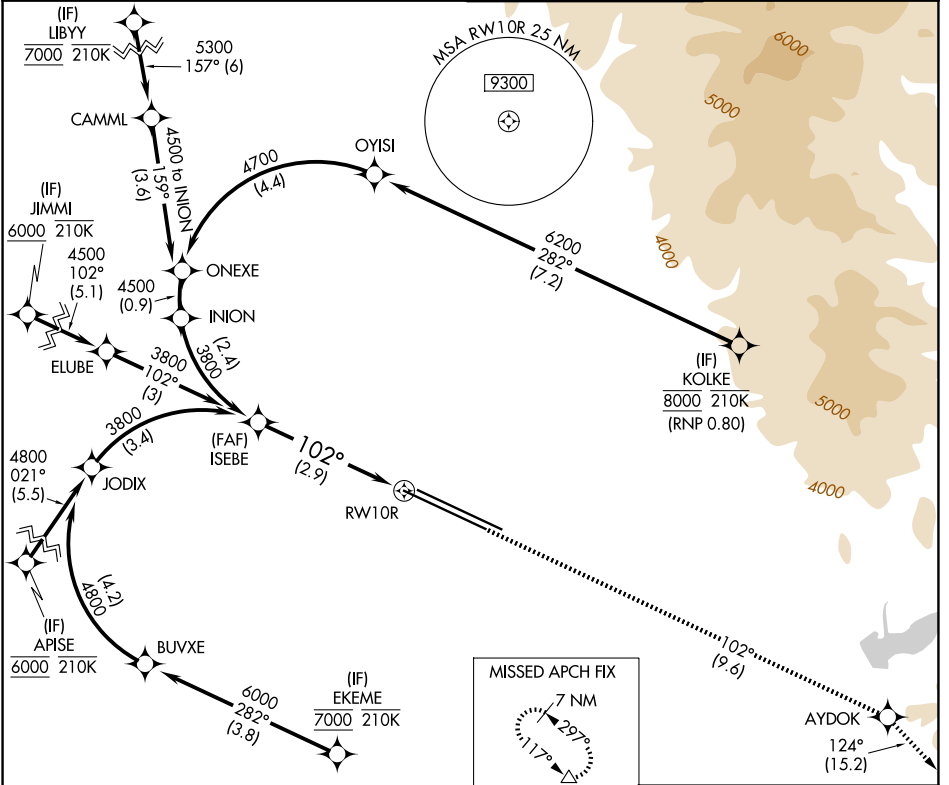 (IF)
LIBYY
7000 210K
5300
157° (6)
CAMML
4500 to INION
159°
(3.6)
MSA RW10R 25 NM
9300
6000
5000
OYISI
4700
(4.4)
(IF)
JIMMI
6000 210K
4500
102°
(5.1)
ONEXE
4500
(0.9)
INION
6200
282°
(7.2)
4000
ELUBE
3800
102°
(3)
(2.4)
3800
(IF)
KOLKE
8000 210K
(RNP 0.80)
5000
4000
3800
(3.4)
(FAF)
ISEBE
102°
(2.9)
4800
021°
(5.5)
JODIX
RW10R
(4.2)
4800
(IF)
APISE
6000 210K
BUVXE
6000
282°
(3.8)
(IF)
EKEME
7000 210K
MISSED APCH FIX
7 NM
297°
117°
102°
(9.6)
AYDOK
124°
(15.2)